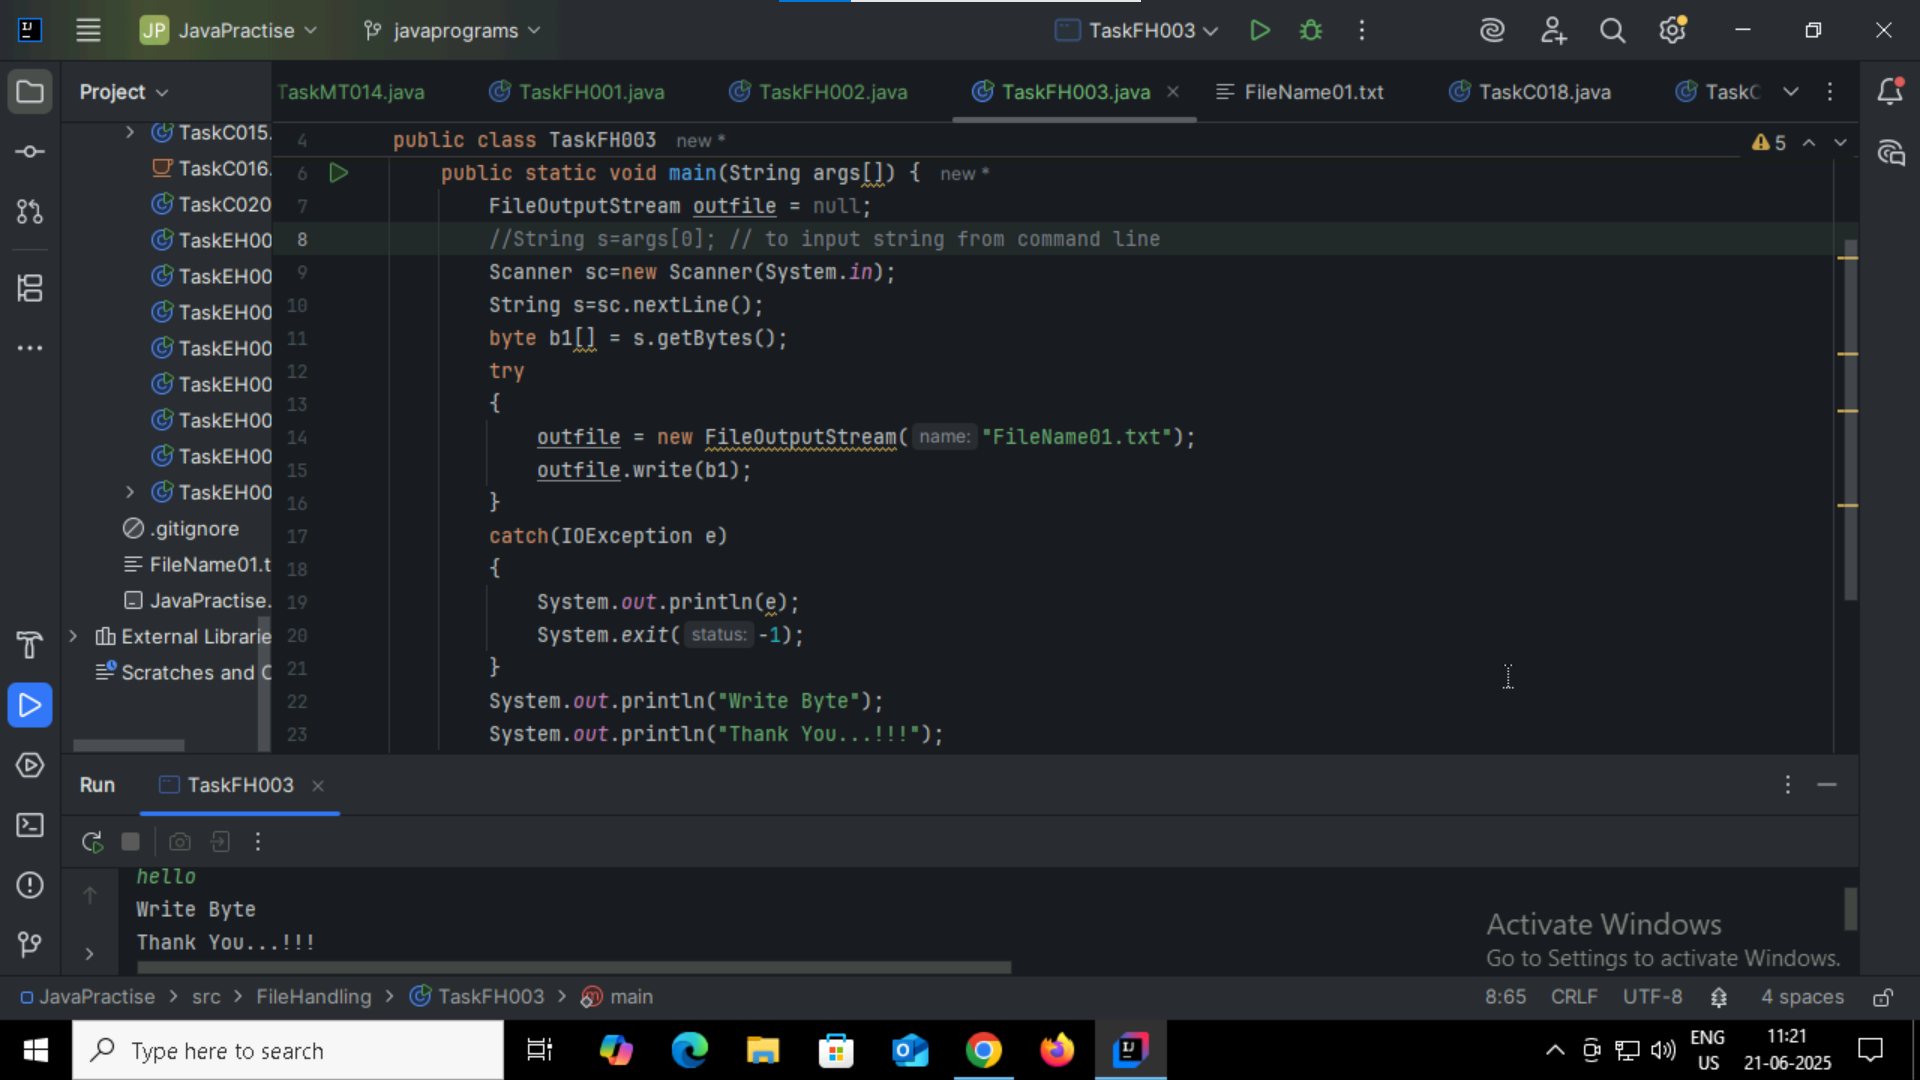 JP JavaPractise javaprograms TaskFH003
Project
TaskMT014.java TaskFH001.java TaskFH002.java TaskFH003.java FileName01.txt TaskC018.java TaskC
TaskC015.
TaskC016.
TaskC020
TaskEH00
TaskEH00
TaskEH00
TaskEH00
TaskEH00
TaskEH00
TaskEH00
TaskEH00
.gitignore
FileName01.t
JavaPractise.
External Librarie
Scratches and C
4 public class TaskFH003 new *
5
6 public static void main(String args[]) { new *
7 FileOutputStream outfile = null;
8 //String s=args[0]; // to input string from command line
9 Scanner sc=new Scanner(System.in);
10 String s=sc.nextLine();
11 byte b1[] = s.getBytes();
12 try
13 {
14 outfile = new FileOutputStream( name: "FileName01.txt");
15 outfile.write(b1);
16 }
17 catch(IOException e)
18 {
19 System.out.println(e);
20 System.exit( status: -1);
21 }
22 System.out.println("Write Byte");
23 System.out.println("Thank You...!!!");
Run TaskFH003
hello
Write Byte
Thank You...!!!
Activate Windows
Go to Settings to activate Windows.
JavaPractise > src > FileHandling > TaskFH003 > main
8:65 CRLF UTF-8 4 spaces
Type here to search
ENG
US
11:21
21-06-2025